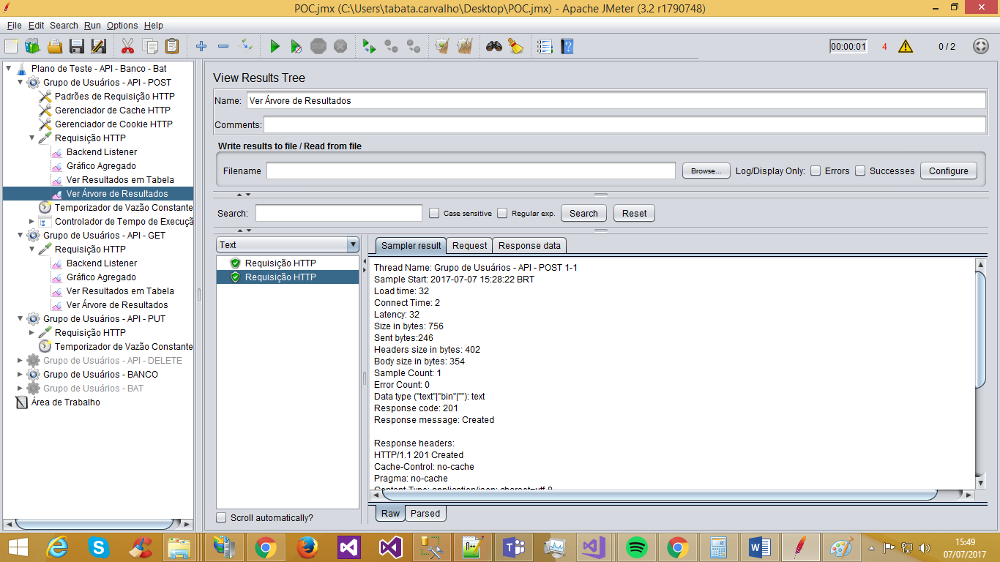 POC.jmx (C:\Users\tabata.carvalho\Desktop\POC.jmx) - Apache JMeter (3.2 r1790748)
File Edit Search Run Options Help
00:00:01 4 0 / 2
Plano de Teste - API - Banco - Bat
Grupo de Usuários - API - POST
Padrões de Requisição HTTP
Gerenciador de Cache HTTP
Gerenciador de Cookie HTTP
Requisição HTTP
Backend Listener
Gráfico Agregado
Ver Resultados em Tabela
Ver Árvore de Resultados
Temporizador de Vazão Constante
Controlador de Tempo de Execuçã
Grupo de Usuários - API - GET
Requisição HTTP
Backend Listener
Gráfico Agregado
Ver Resultados em Tabela
Ver Árvore de Resultados
Grupo de Usuários - API - PUT
Requisição HTTP
Temporizador de Vazão Constante
Grupo de Usuários - API - DELETE
Grupo de Usuários - BANCO
Grupo de Usuários - BAT
Área de Trabalho
View Results Tree
Name: Ver Árvore de Resultados
Comments:
Write results to file / Read from file
Filename Browse... Log/Display Only: Errors Successes Configure
Search: Case sensitive Regular exp. Search Reset
Text
Requisição HTTP
Requisição HTTP
Scroll automatically?
Sampler result Request Response data
Thread Name: Grupo de Usuários - API - POST 1-1
Sample Start: 2017-07-07 15:28:22 BRT
Load time: 32
Connect Time: 2
Latency: 32
Size in bytes: 756
Sent bytes:246
Headers size in bytes: 402
Body size in bytes: 354
Sample Count: 1
Error Count: 0
Data type ("text"|"bin"|""): text
Response code: 201
Response message: Created
Response headers:
HTTP/1.1 201 Created
Cache-Control: no-cache
Pragma: no-cache
Content-Type: application/json; charset=utf-8
Raw Parsed
15:49
07/07/2017